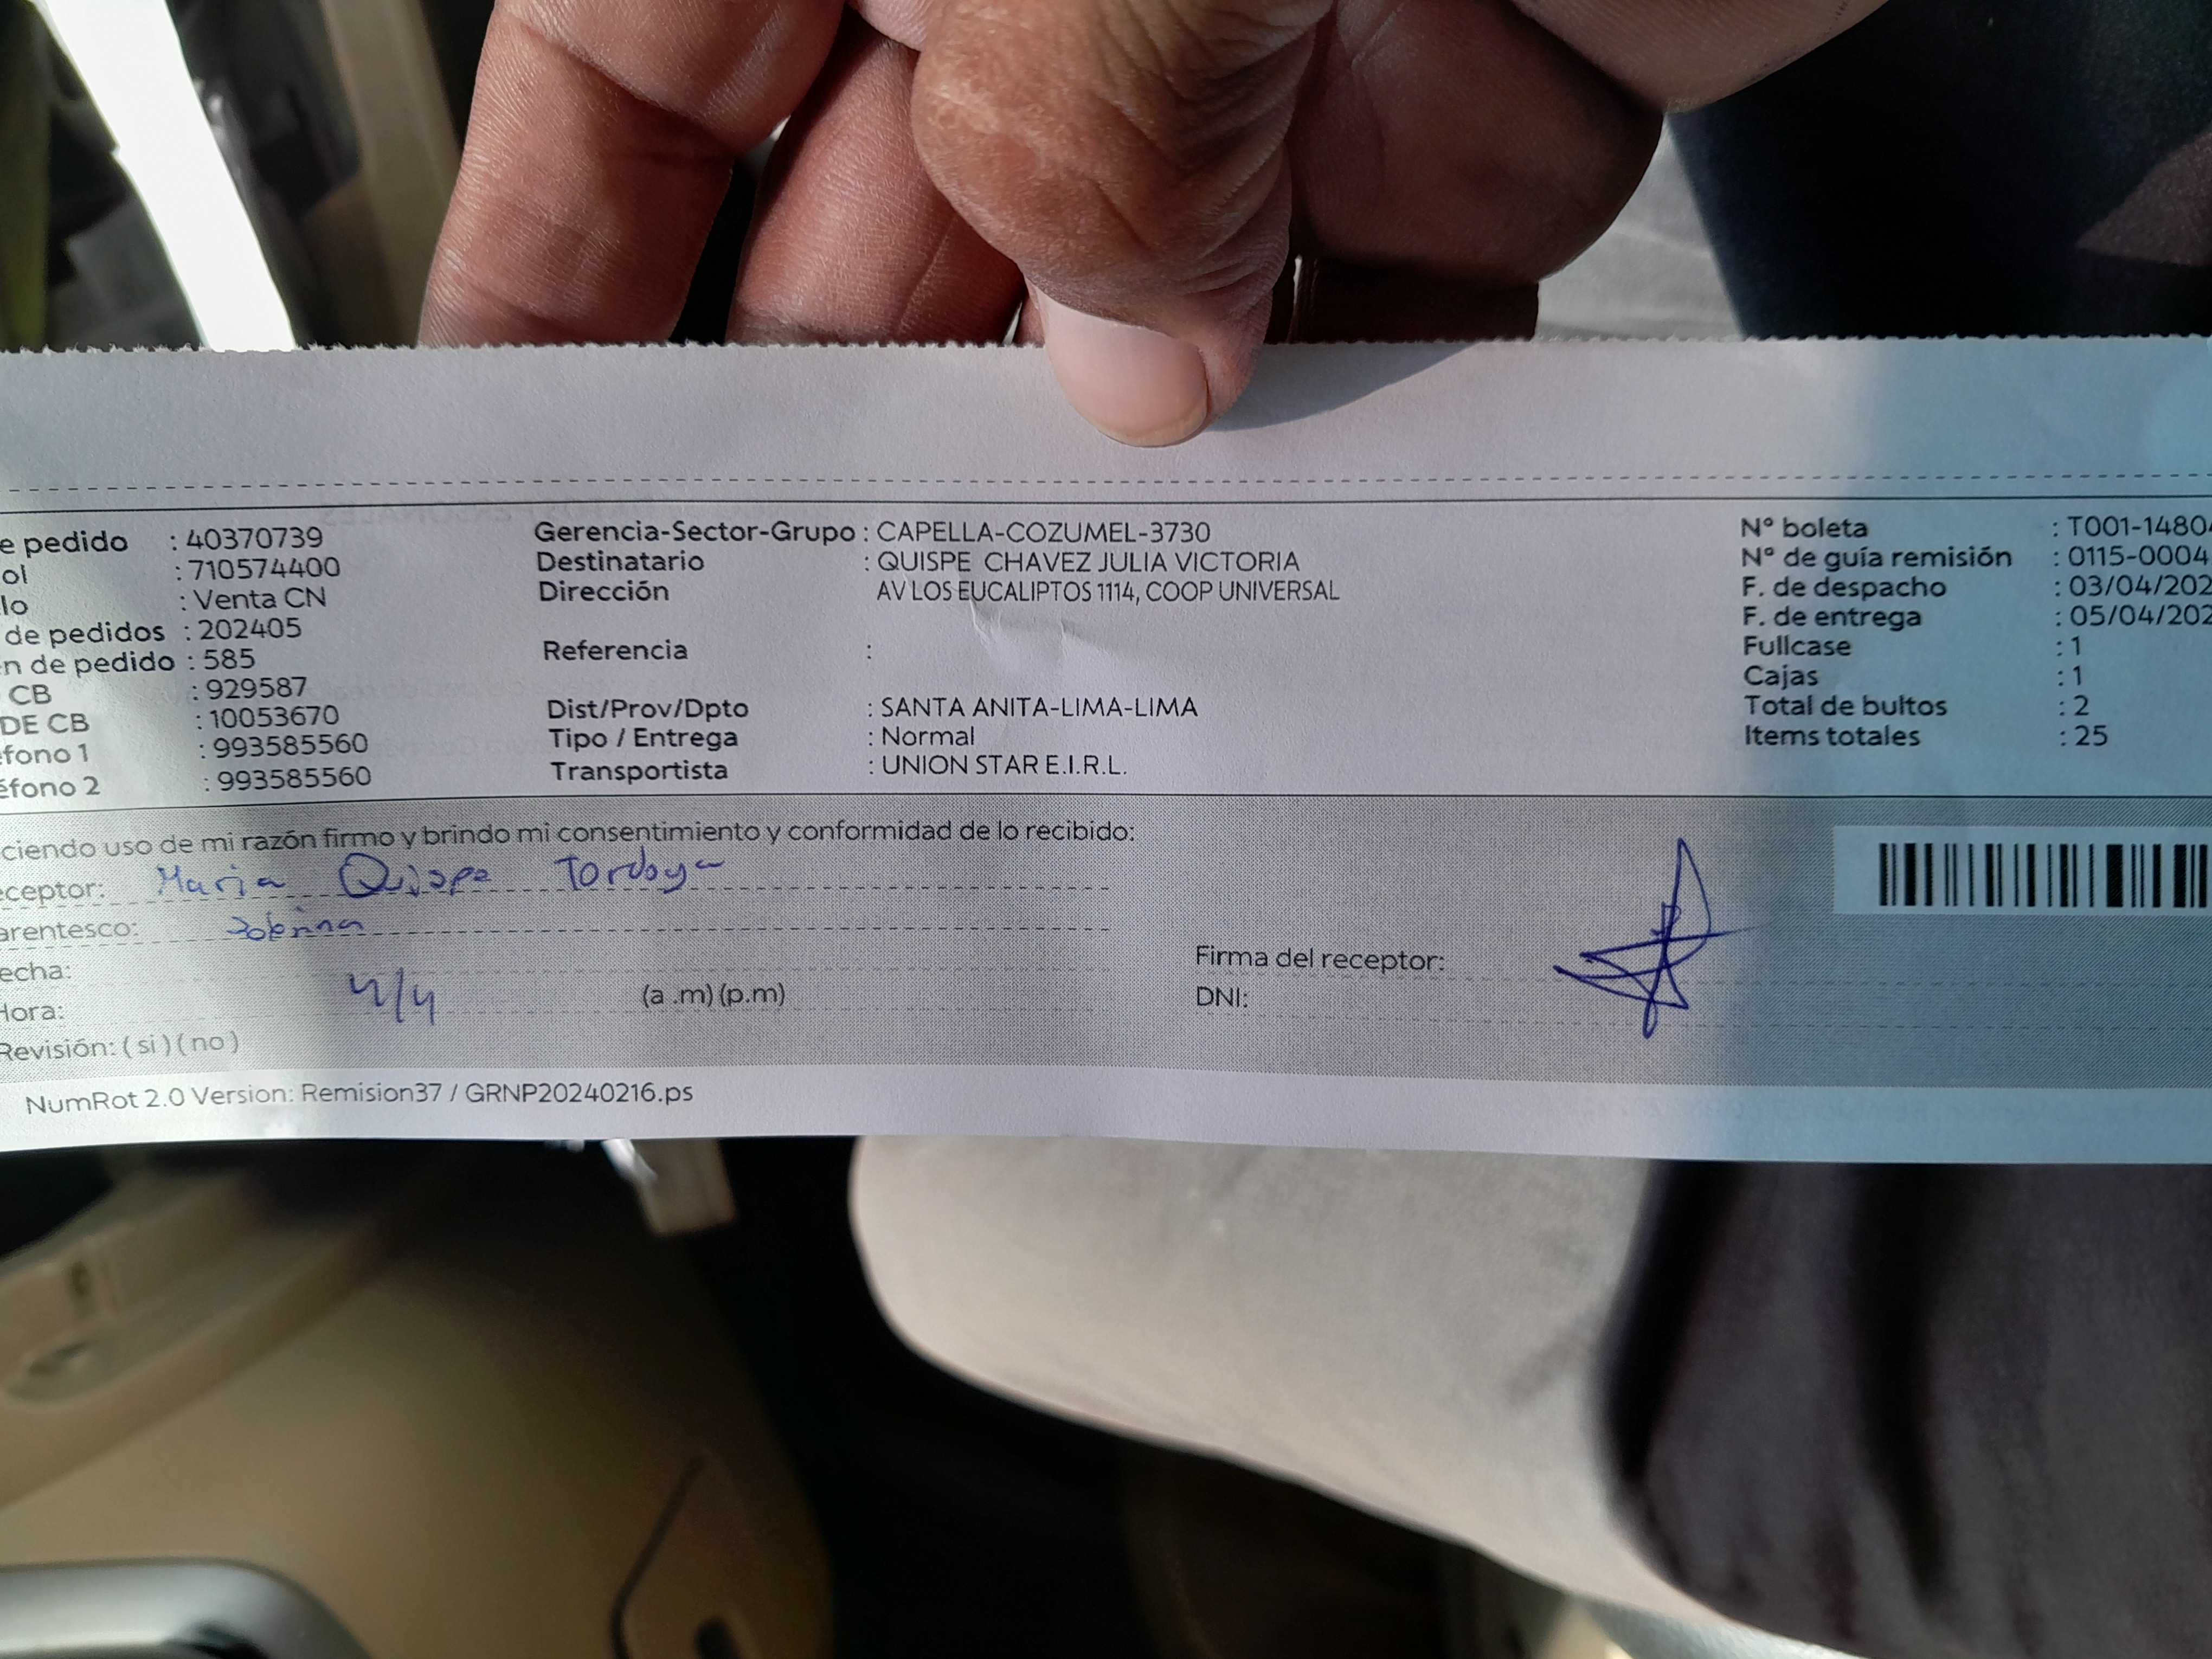 e pedido : 40370739
ol : 710574400
lo : Venta CN
de pedidos : 202405
n de pedido : 585
CB : 929587
DE CB : 10053670
éfono 1 : 993585560
éfono 2 : 993585560
Gerencia-Sector-Grupo : CAPELLA-COZUMEL-3730
Destinatario : QUISPE CHAVEZ JULIA VICTORIA
Dirección AV LOS EUCALIPTOS 1114, COOP UNIVERSAL
Referencia :
Dist/Prov/Dpto : SANTA ANITA-LIMA-LIMA
Tipo / Entrega : Normal
Transportista : UNION STAR E.I.R.L.
N° boleta : T001-1480
N° de guía remisión : 0115-0004
F. de despacho : 03/04/202
F. de entrega : 05/04/202
Fullcase : 1
Cajas : 1
Total de bultos : 2
Items totales : 25
ciendo uso de mi razón firmo y brindo mi consentimiento y conformidad de lo recibido:
eceptor: Maria Quispe Tordoya
arentesco: Sobrina
echa:
Hora: 4/4 (a .m) (p.m)
Revisión: ( si ) ( no )
Firma del receptor:
DNI:
NumRot 2.0 Version: Remision37 / GRNP20240216.ps